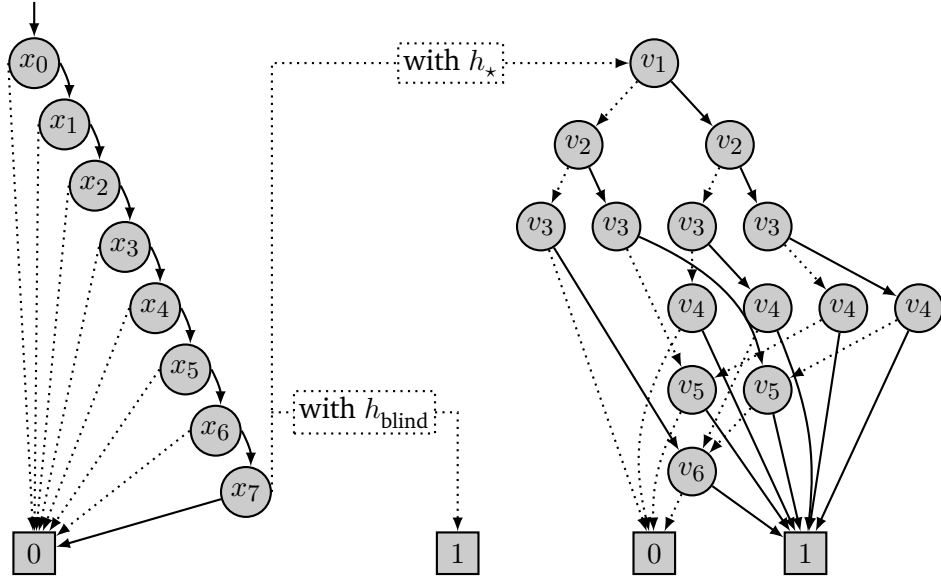 x₀
with h⋆
v₁
x₁
v₂
v₂
x₂
v₃
v₃
v₃
v₃
x₃
x₄
v₄
v₄
v₄
v₄
x₅
v₅
v₅
with h_blind
x₆
v₆
x₇
0
1
0
1